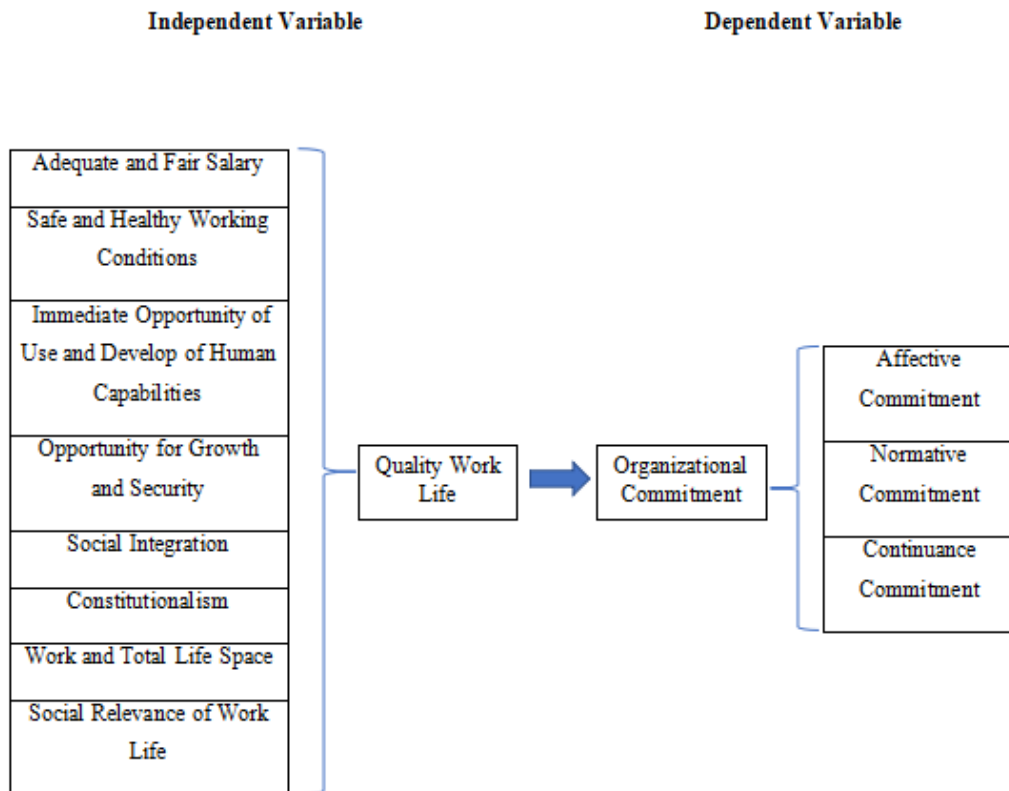 Independent Variable
Dependent Variable
Adequate and Fair Salary
Safe and Healthy Working
Conditions
Immediate Opportunity of
Use and Develop of Human
Capabilities
Opportunity for Growth
and Security
Social Integration
Constitutionalism
Work and Total Life Space
Social Relevance of Work
Life
Quality Work
Life
Organizational
Commitment
Affective
Commitment
Normative
Commitment
Continuance
Commitment